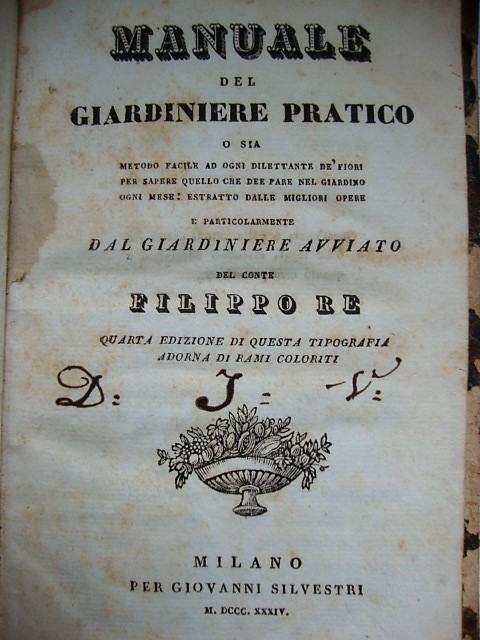 MANUALE
DEL
GIARDINIERE PRATICO
O SIA
METODO FACILE AD OGNI DILETTANTE DE' FIORI
PER SAPERE QUELLO CHE DEE FARE NEL GIARDINO
OGNI MESE: ESTRATTO DALLE MIGLIORI OPERE
E PARTICOLARMENTE
DAL GIARDINIERE AVVIATO
DEL CONTE
FILIPPO RE
QUARTA EDIZIONE DI QUESTA TIPOGRAFIA
ADORNA DI RAMI COLORITI
D: J= V:
MILANO
PER GIOVANNI SILVESTRI
M. DCCC. XXXIV.